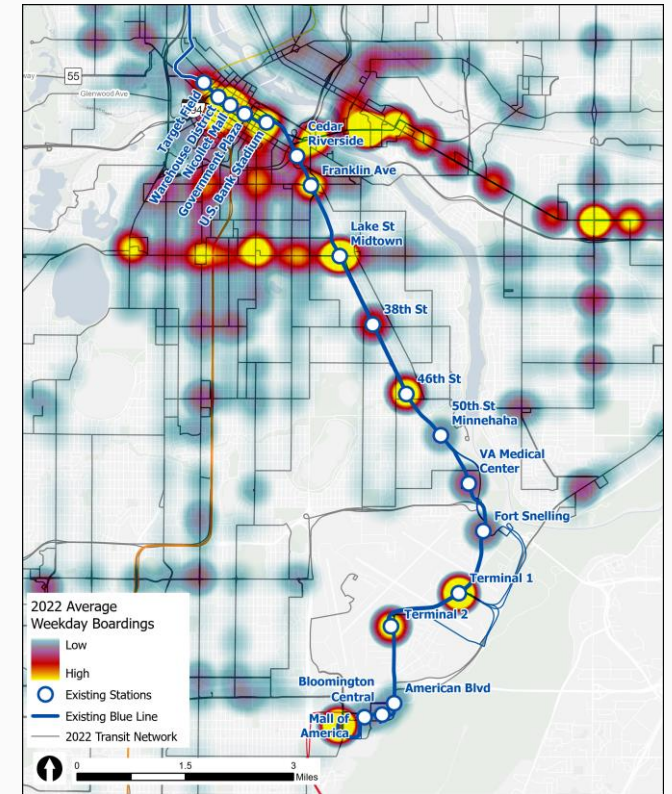 55
Glenwood Ave
94
Target Field
Warehouse District
Nicollet Mall
Government Plaza
U.S. Bank Stadium
Cedar
Riverside
Franklin Ave
Lake St
Midtown
38th St
46th St
50th St
Minnehaha
VA Medical
Center
Fort Snelling
Terminal 1
Terminal 2
American Blvd
Bloomington
Central
Mall of
America
2022 Average
Weekday Boardings
Low
High
Existing Stations
Existing Blue Line
2022 Transit Network
0
1.5
3
Miles